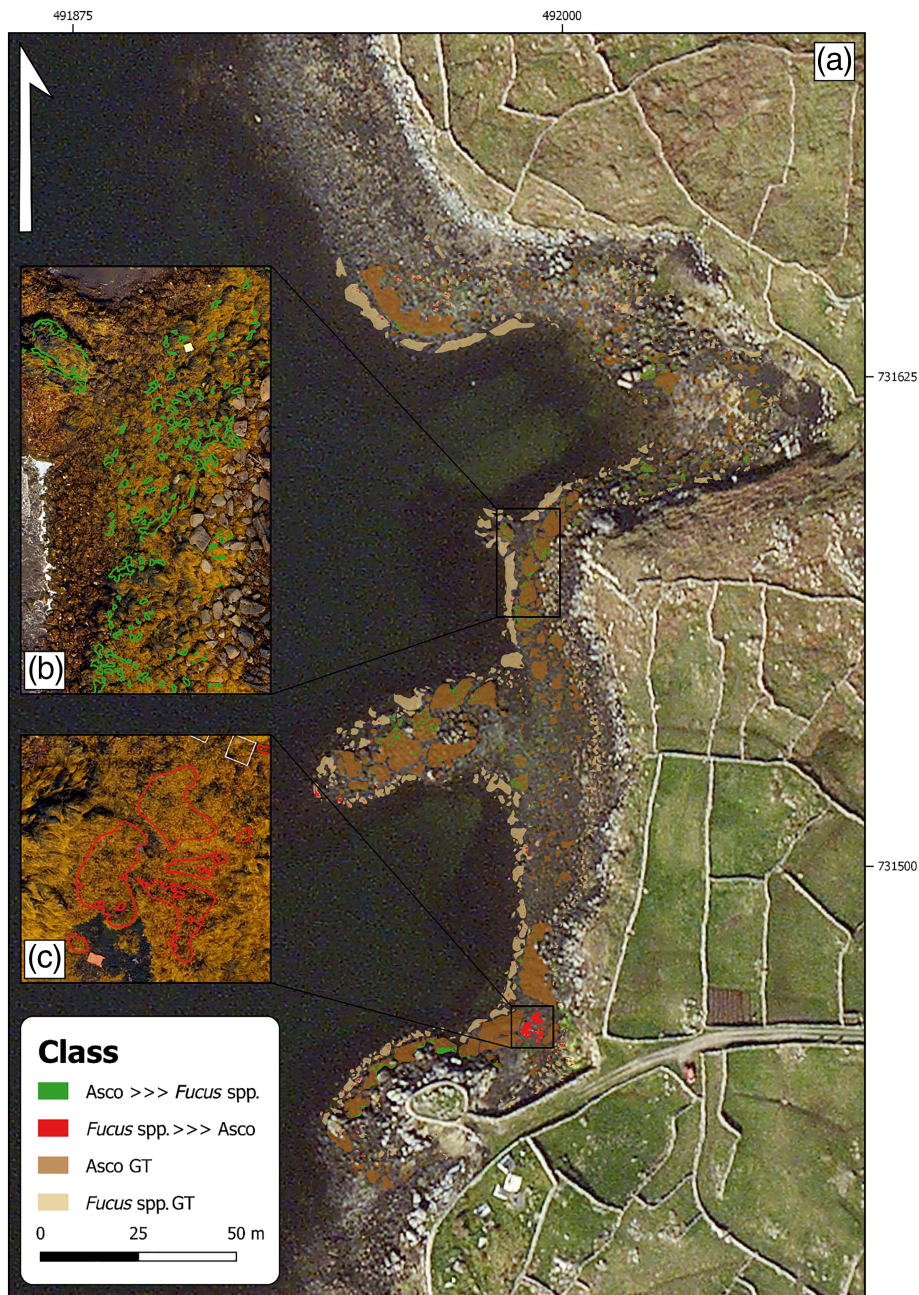 491875
492000
(a)
731625
(b)
731500
(c)
Class
Asco >>> Fucus spp.
Fucus spp. >>> Asco
Asco GT
Fucus spp. GT
0 25 50 m